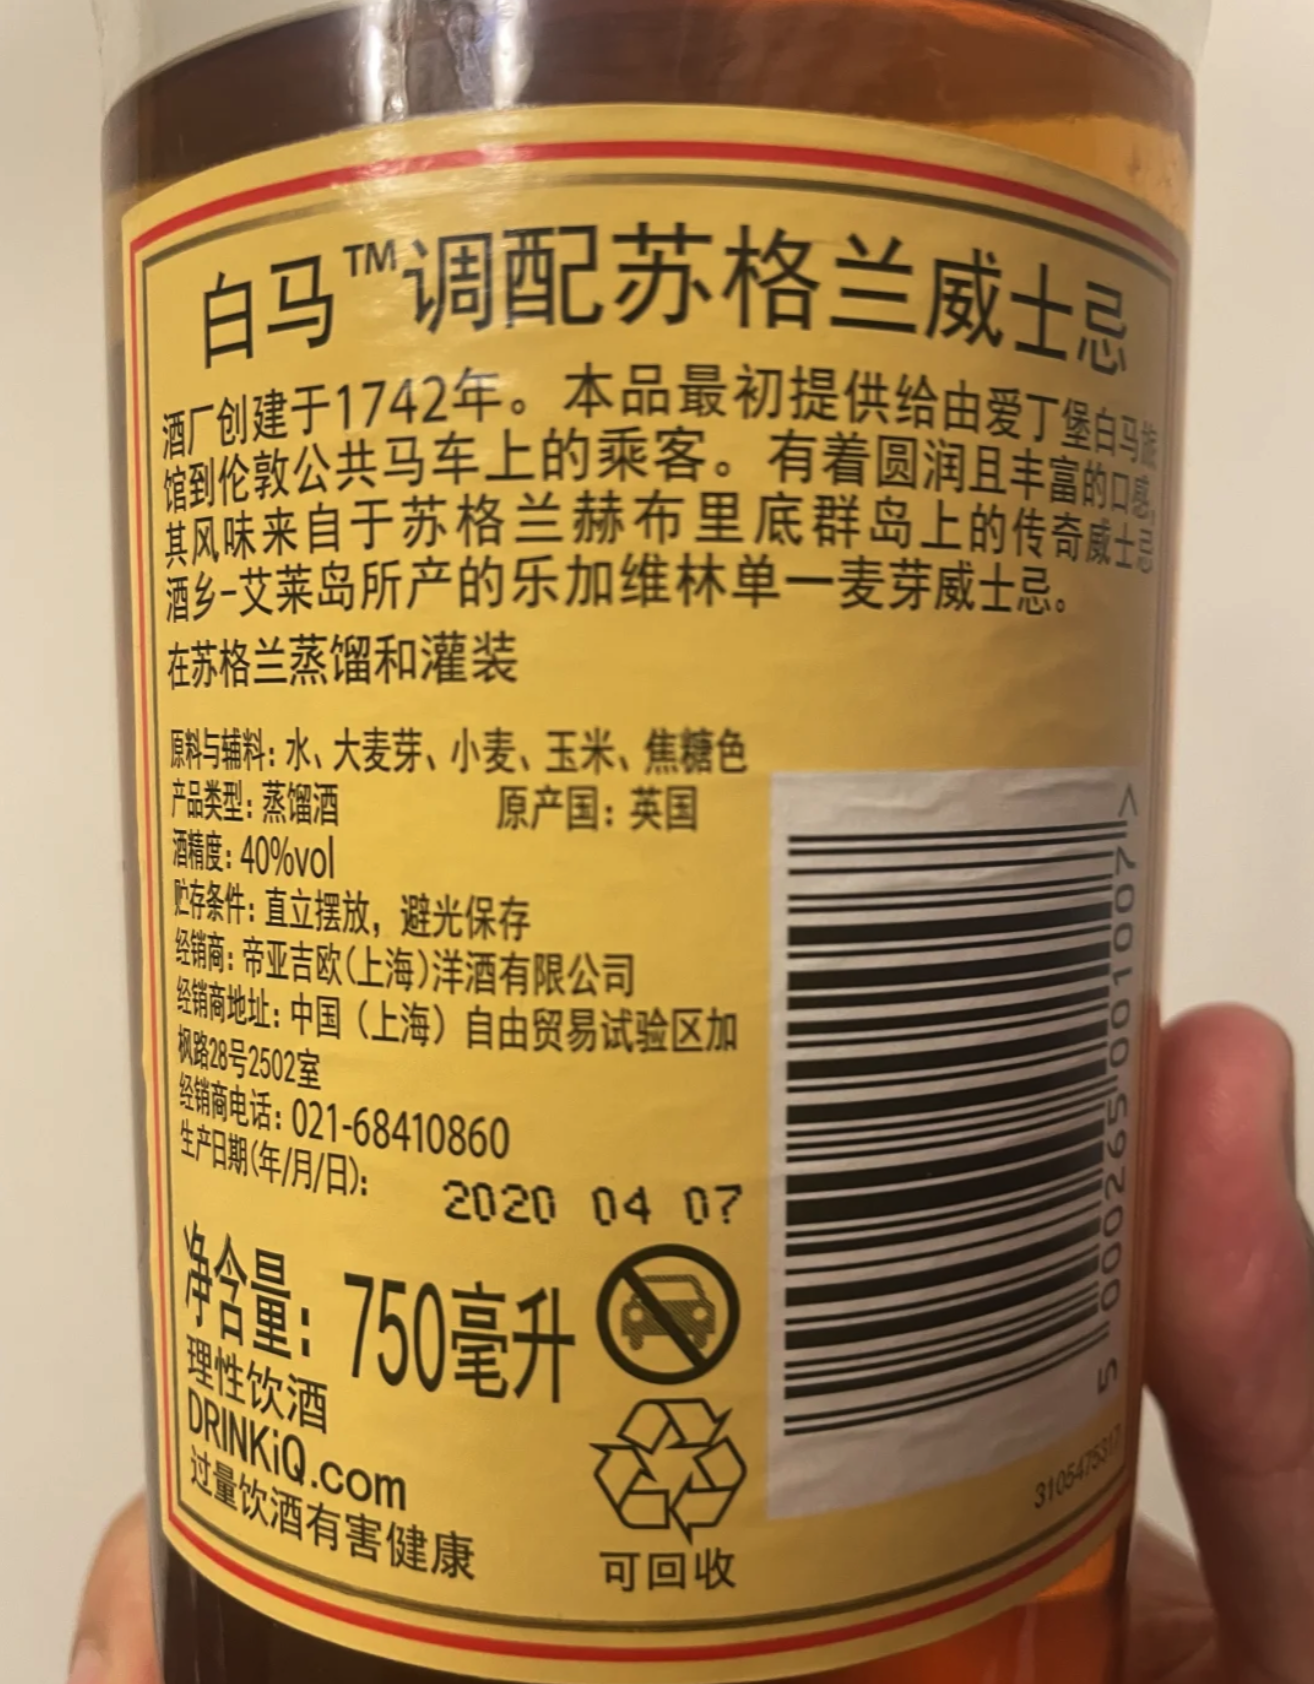 白马™调配苏格兰威士忌
酒厂创建于1742年。本品最初提供给由爱丁堡白马旅
馆到伦敦公共马车上的乘客。有着圆润且丰富的口感,
其风味来自于苏格兰赫布里底群岛上的传奇威士忌
酒乡-艾莱岛所产的乐加维林单一麦芽威士忌。
在苏格兰蒸馏和灌装
原料与辅料: 水、大麦芽、小麦、玉米、焦糖色
产品类型: 蒸馏酒 原产国: 英国
酒精度: 40%vol
贮存条件: 直立摆放, 避光保存
经销商: 帝亚吉欧(上海)洋酒有限公司
经销商地址: 中国（上海）自由贸易试验区加
枫路28号2502室
经销商电话: 021-68410860
生产日期(年/月/日):
2020 04 07
净含量: 750毫升
理性饮酒
DRINKiQ.com
过量饮酒有害健康
可回收
5 000265 001007 >